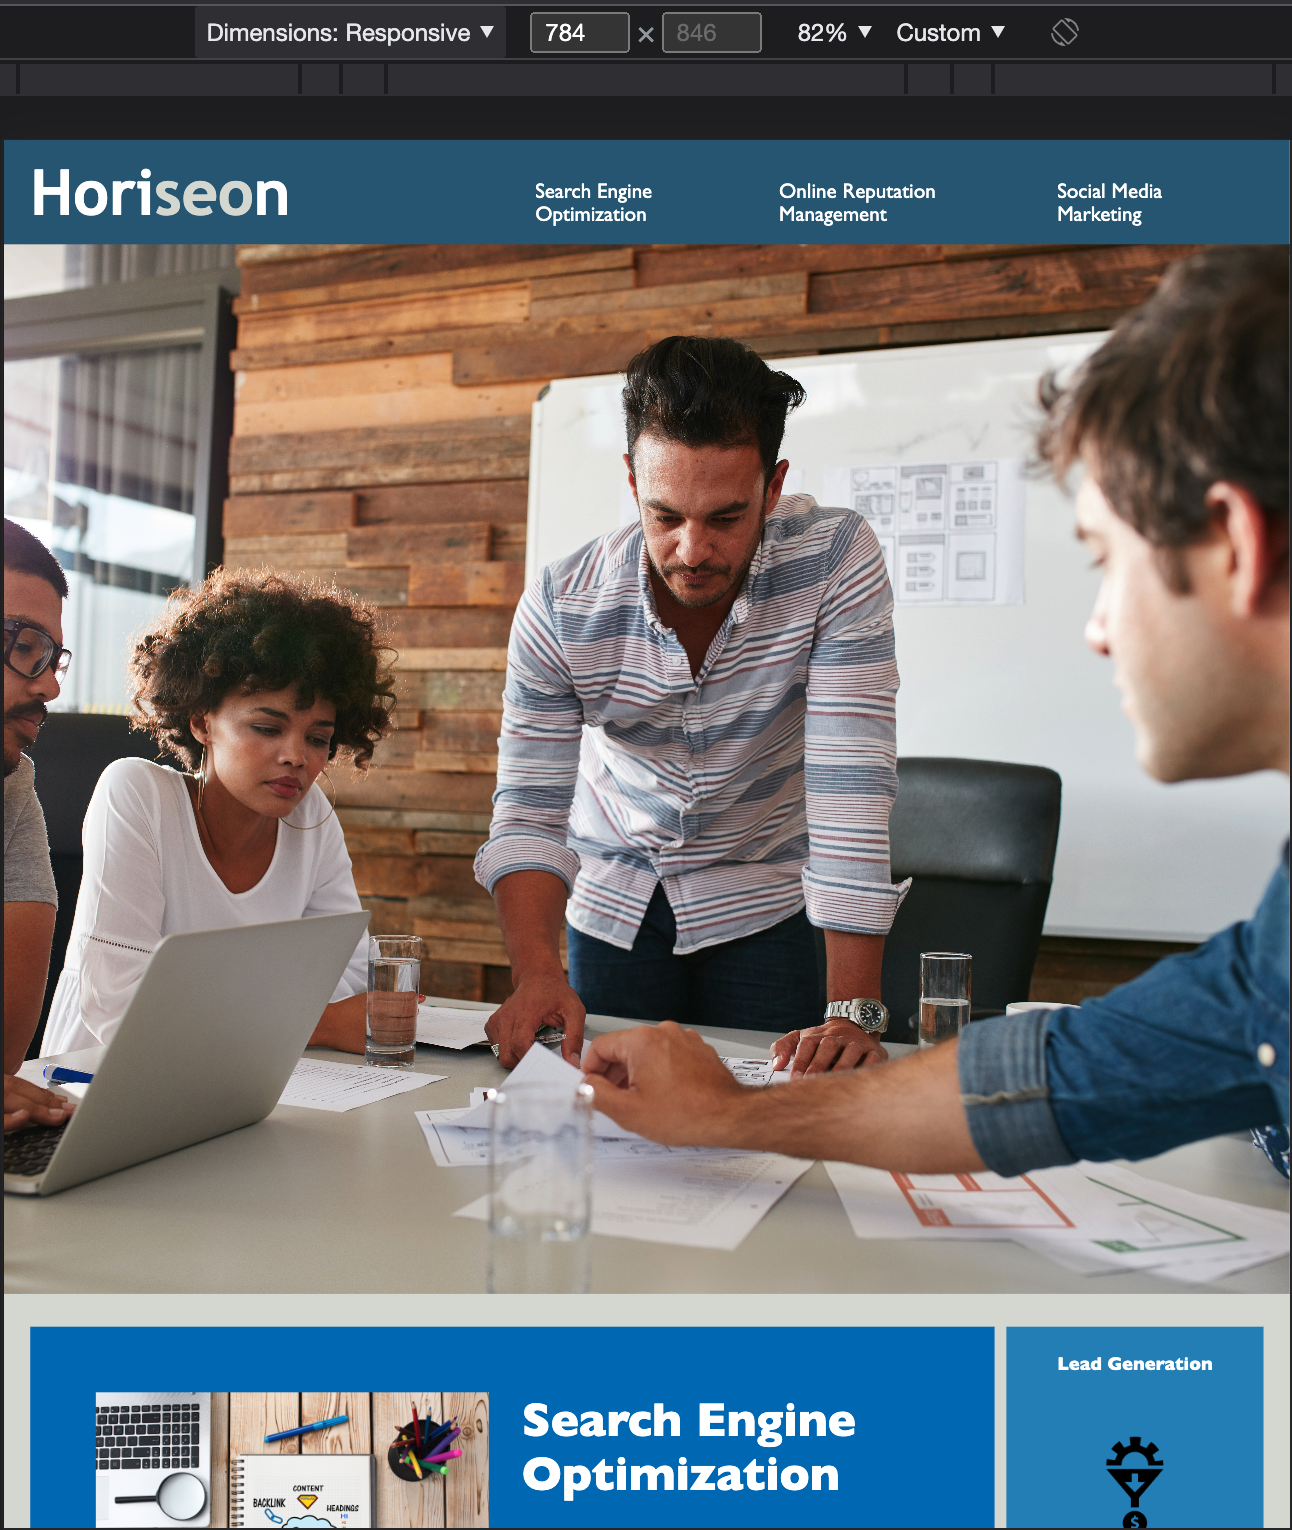 Dimensions: Responsive ▼ 784 × 846 82% ▼ Custom ▼
Horiseon
Search Engine
Optimization
Online Reputation
Management
Social Media
Marketing
Search Engine
Optimization
Lead Generation
CONTENT
BACKLINK
HEADINGS
$